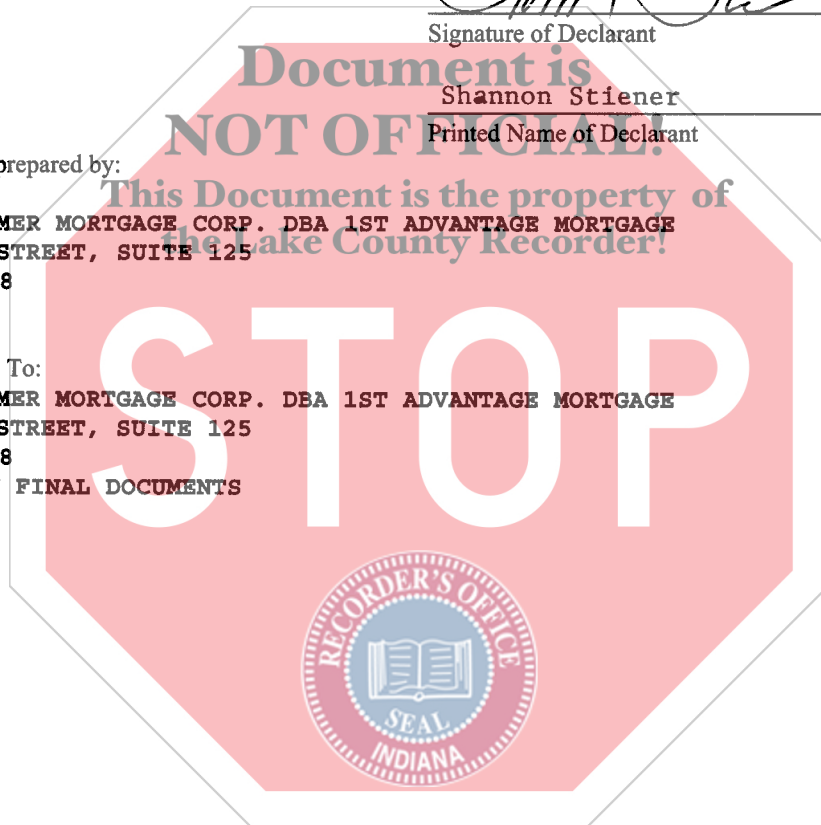 Signature of Declarant
Document is
Shannon Stiener
NOT OFFICIAL!
Printed Name of Declarant
prepared by:
This Document is the property of
MER MORTGAGE CORP. DBA 1ST ADVANTAGE MORTGAGE
the Lake County Recorder!
STREET, SUITE 125
8
STOP
To:
MER MORTGAGE CORP. DBA 1ST ADVANTAGE MORTGAGE
STREET, SUITE 125
8
FINAL DOCUMENTS
RECORDER'S OFFICE
SEAL
INDIANA